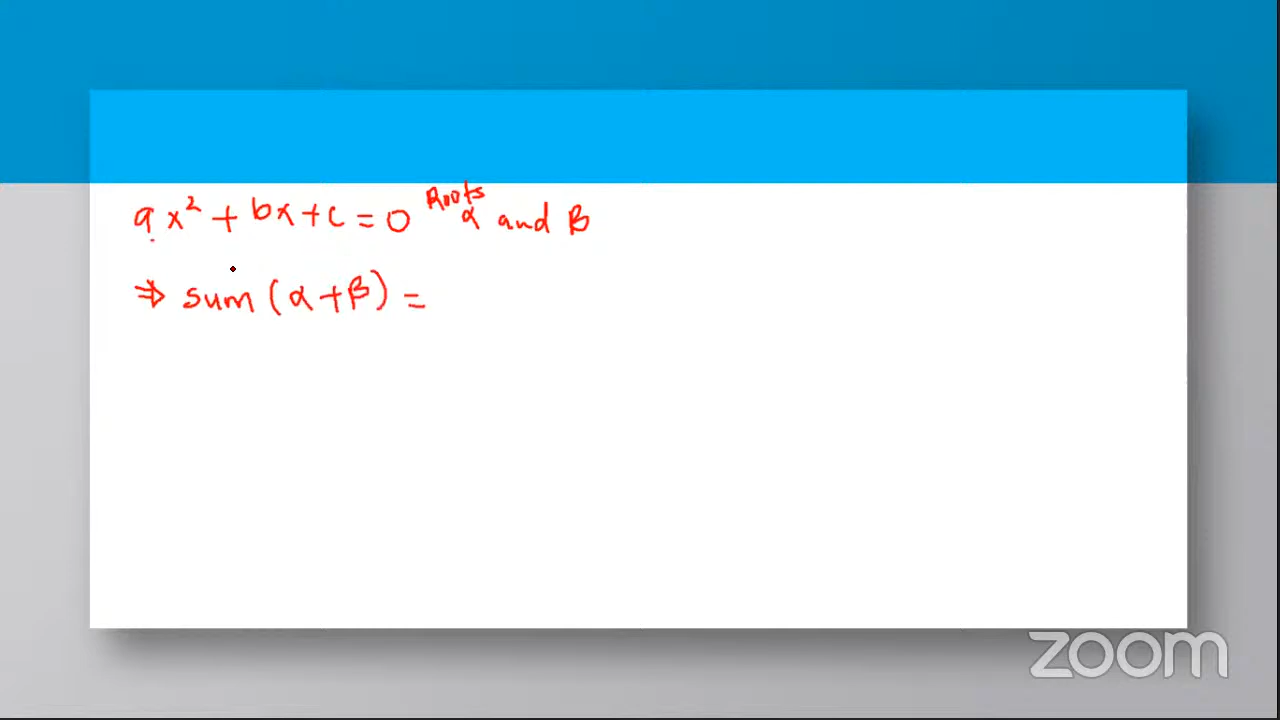 ax² + bx + c = 0 Roots α and β
⇒ sum (α + β) =
zoom